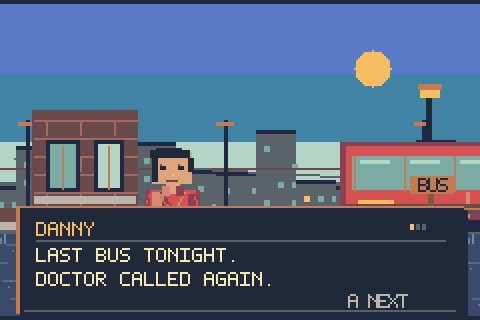 BUS
DANNY
LAST BUS TONIGHT.
DOCTOR CALLED AGAIN.
A NEXT